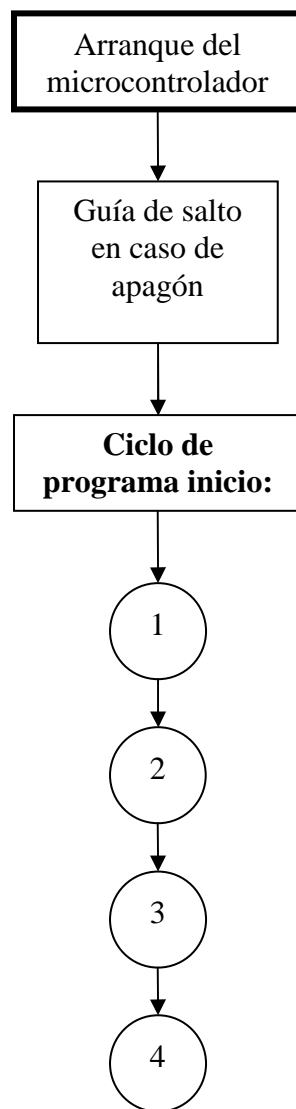 Arranque del
microcontrolador
Guía de salto
en caso de
apagón
Ciclo de
programa inicio:
1
2
3
4